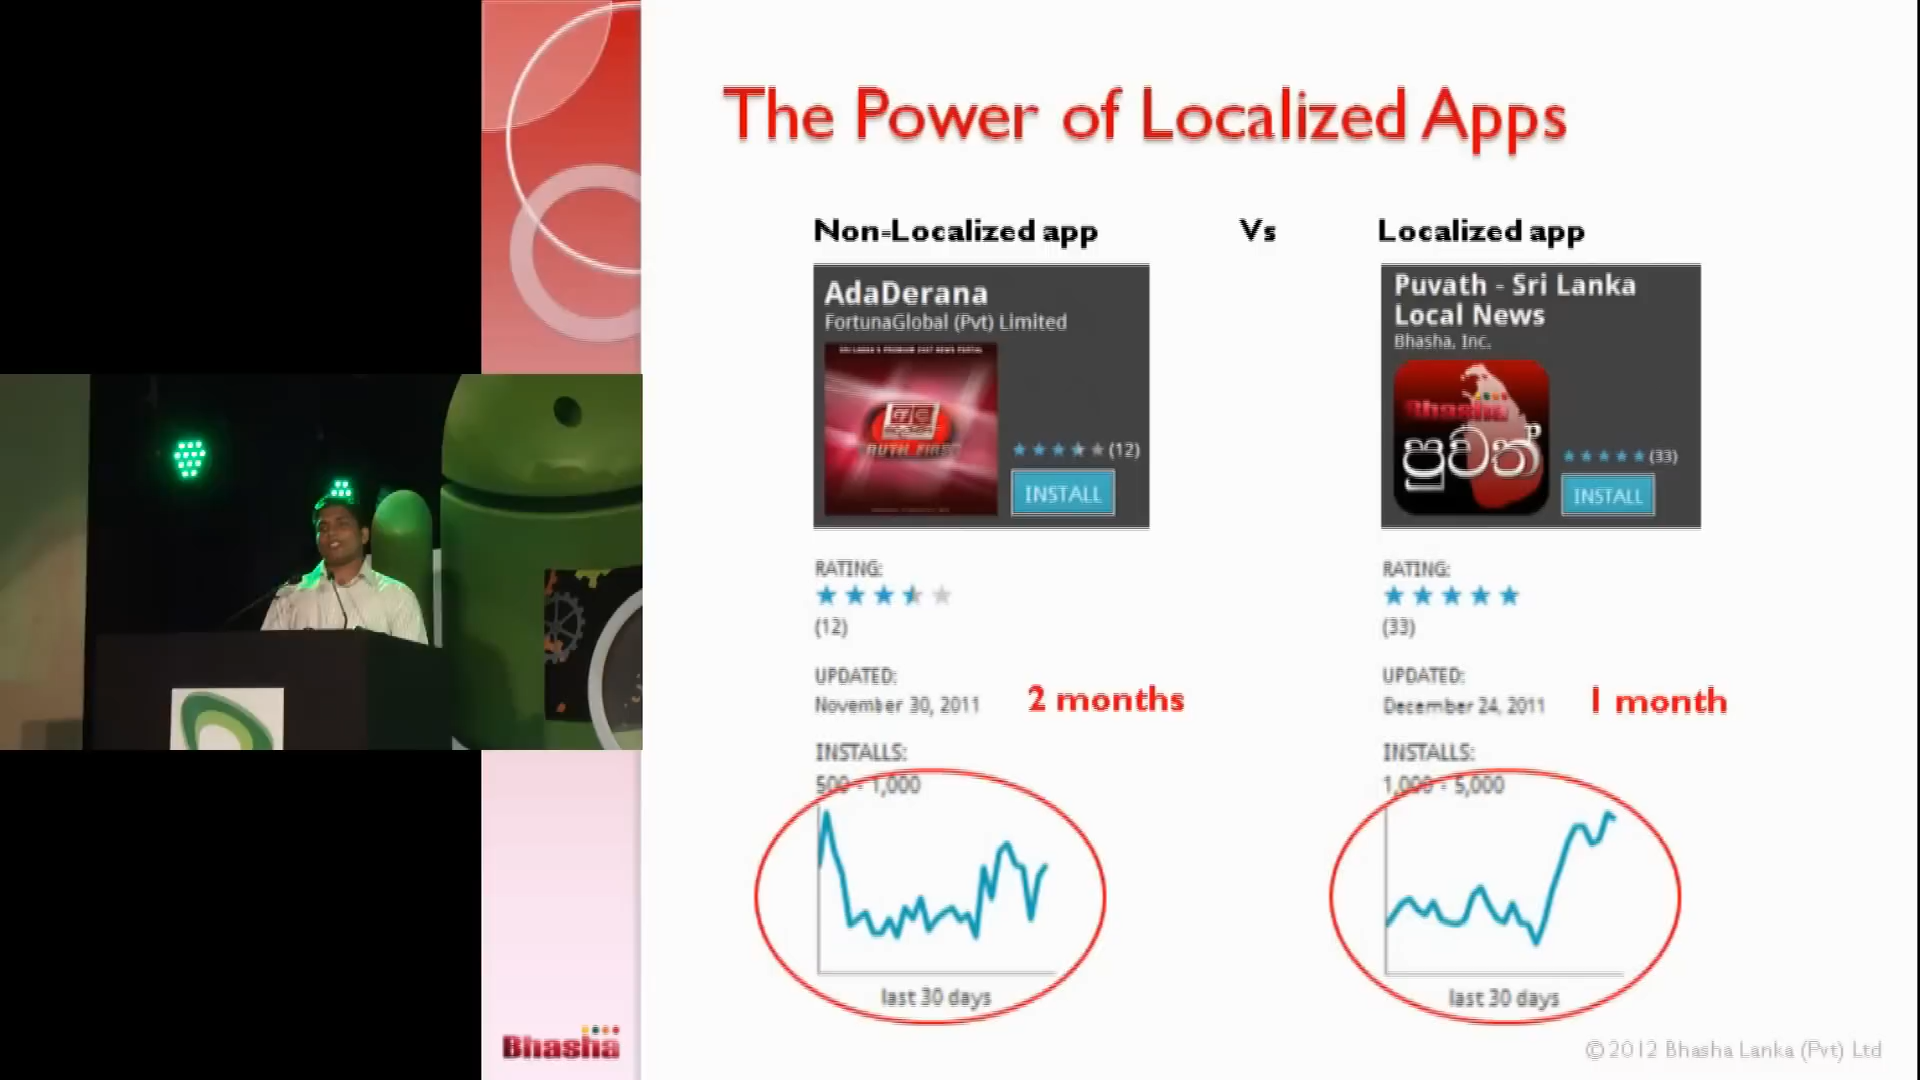 The Power of Localized Apps
Non-Localized app Vs Localized app
AdaDerana
FortunaGlobal (Pvt) Limited
(12)
INSTALL
Puvath - Sri Lanka
Local News
Bhasha, Inc.
Bhasha
පුවත්
(33)
INSTALL
RATING:
(12)
UPDATED:
November 30, 2011
2 months
INSTALLS:
500 - 1,000
last 30 days
RATING:
(33)
UPDATED:
December 24, 2011
1 month
INSTALLS:
1,000 - 5,000
last 30 days
Bhasha
©2012 Bhasha Lanka (Pvt) Ltd